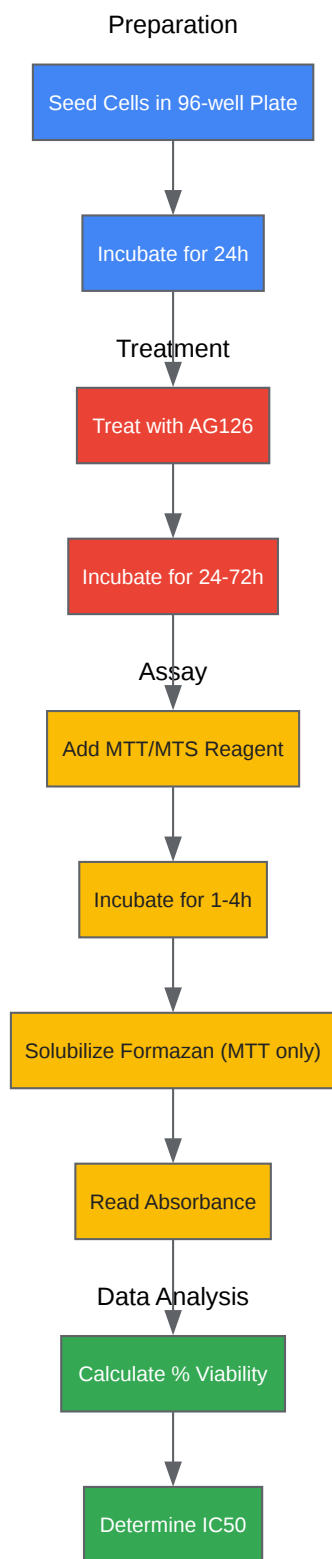 Preparation
Seed Cells in 96-well Plate
Incubate for 24h
Treatment
Treat with AG126
Incubate for 24-72h
Assay
Add MTT/MTS Reagent
Incubate for 1-4h
Solubilize Formazan (MTT only)
Read Absorbance
Data Analysis
Calculate % Viability
Determine IC50